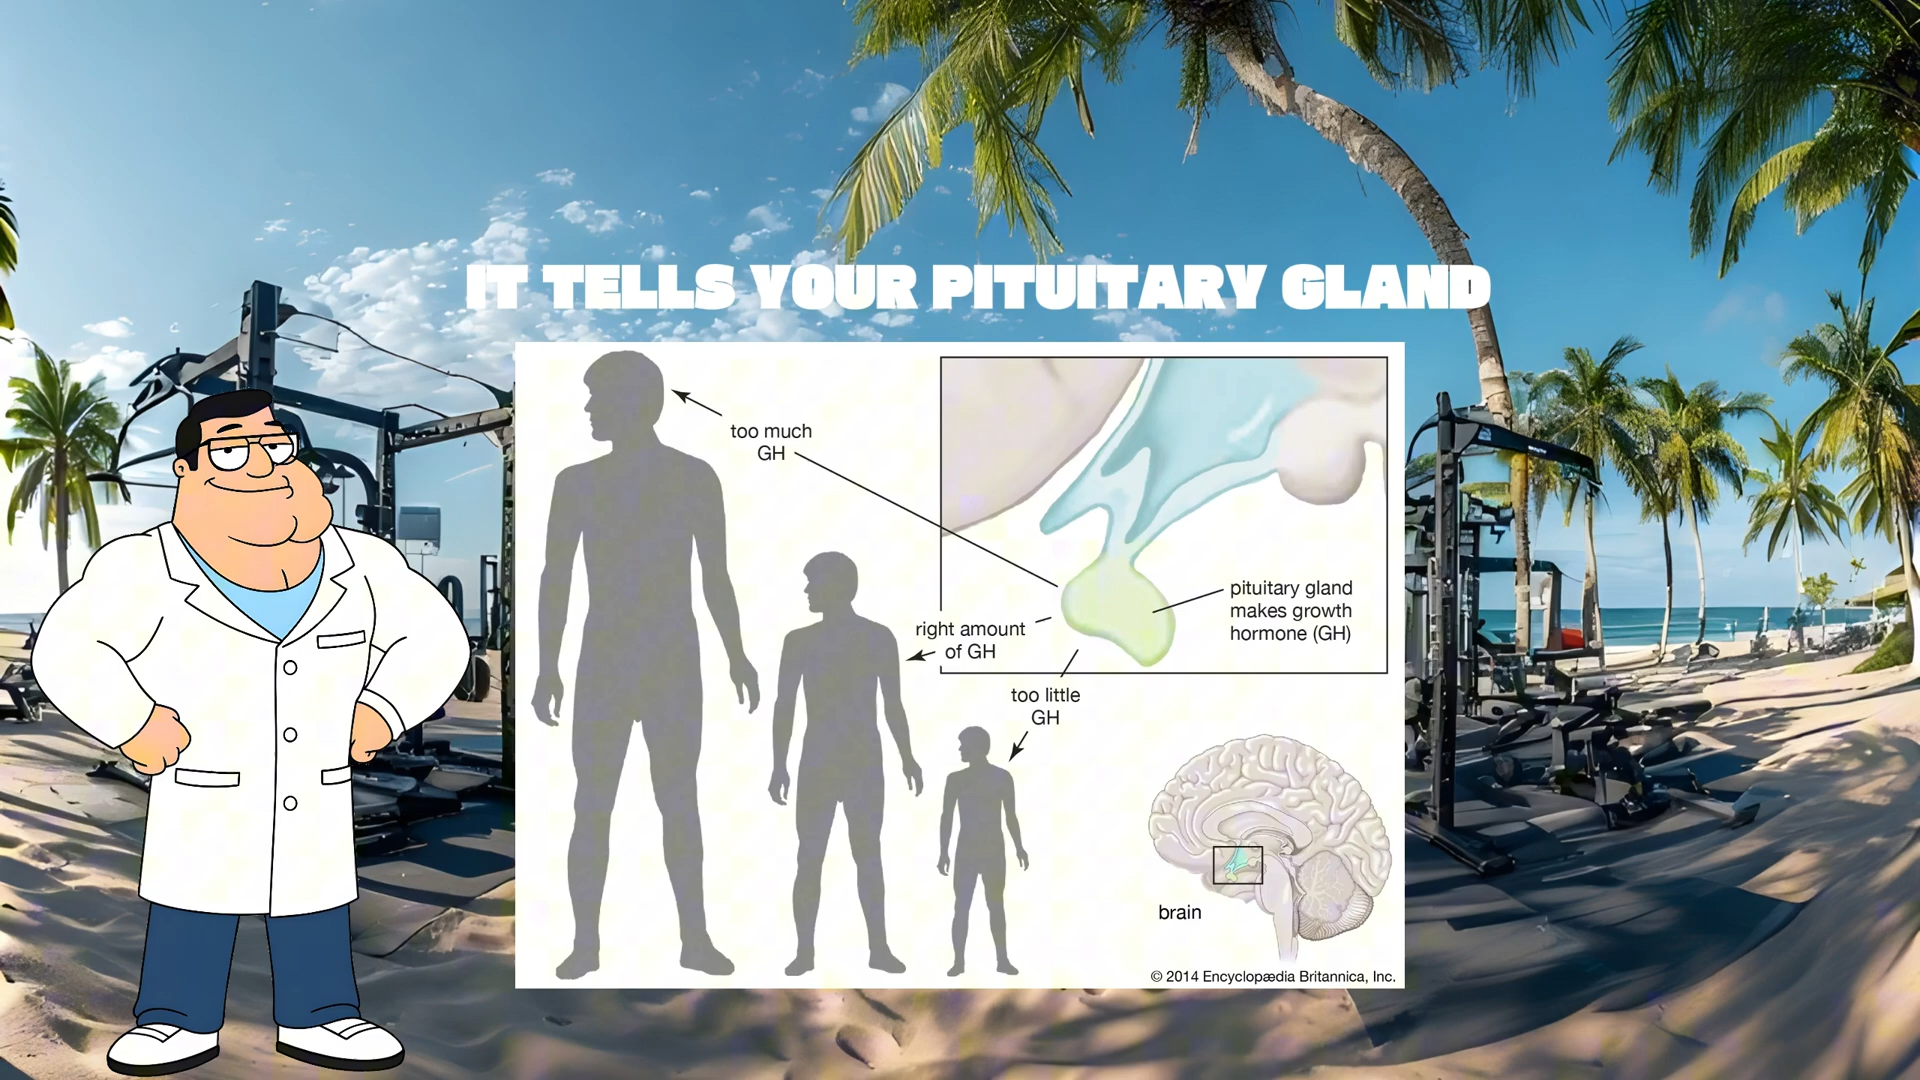 IT TELLS YOUR PITUITARY GLAND
too much
GH
pituitary gland
makes growth
hormone (GH)
right amount
of GH
too little
GH
brain
© 2014 Encyclopædia Britannica, Inc.